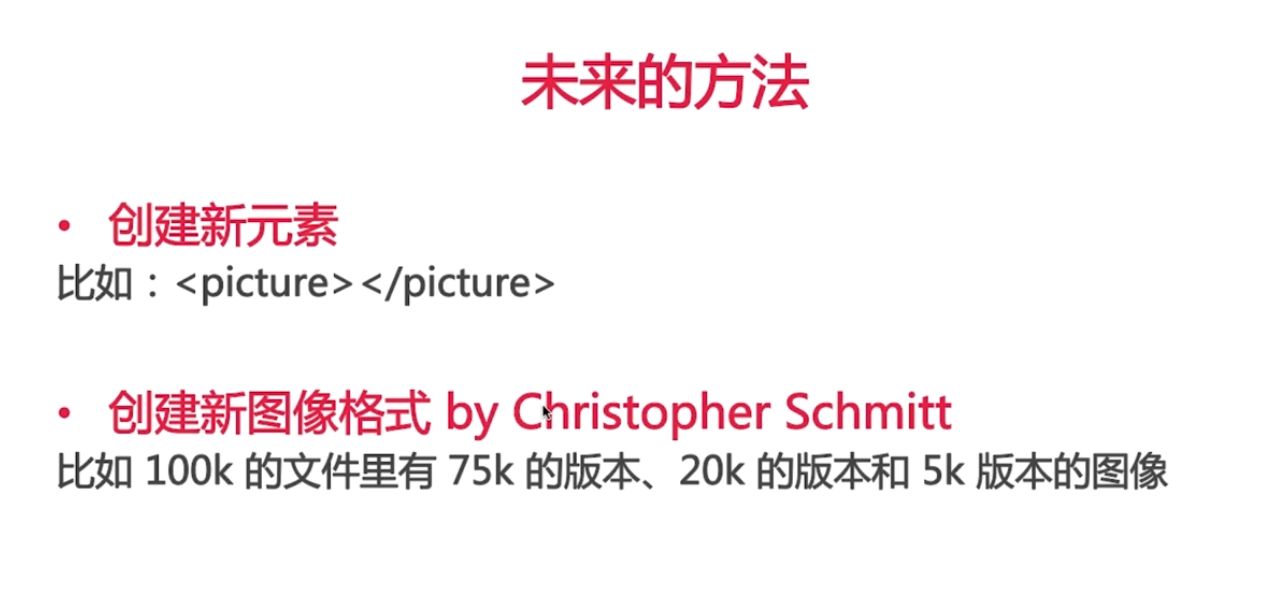 未来的方法
• 创建新元素
比如：<picture></picture>
• 创建新图像格式 by Christopher Schmitt
比如 100k 的文件里有 75k 的版本、20k 的版本和 5k 版本的图像